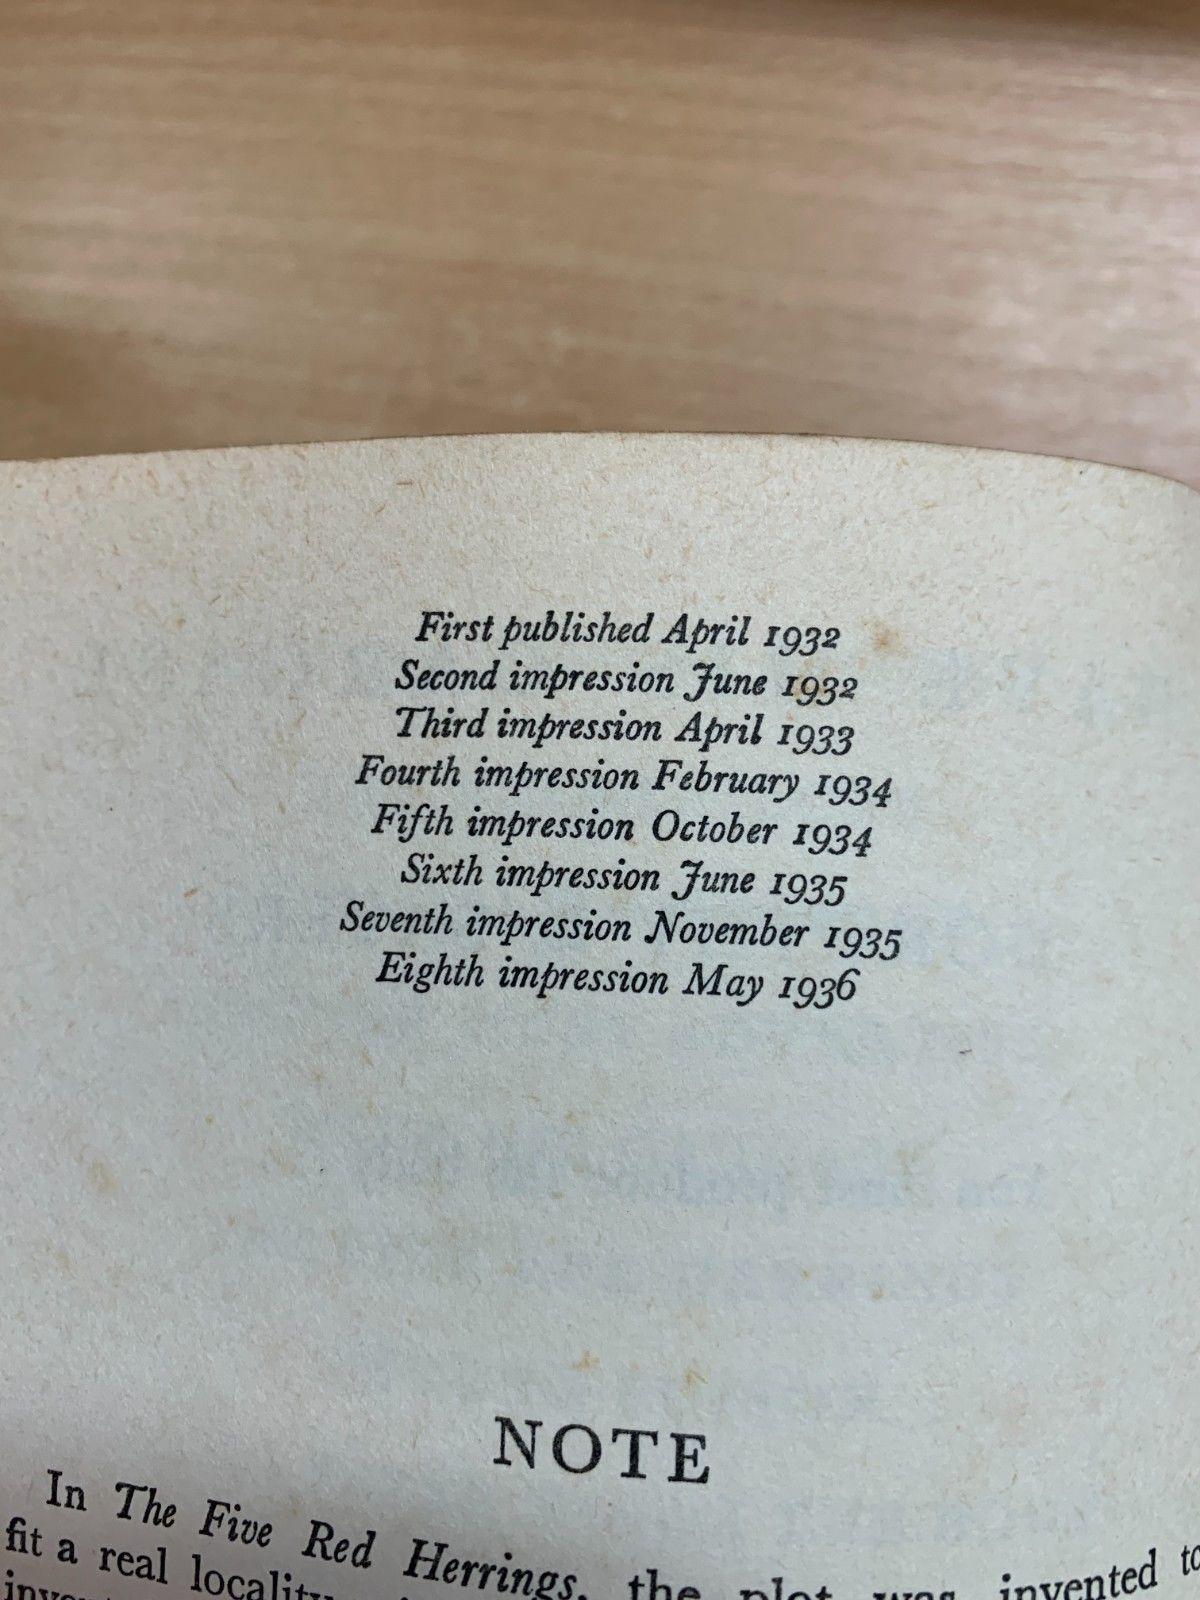 First published April 1932
Second impression June 1932
Third impression April 1933
Fourth impression February 1934
Fifth impression October 1934
Sixth impression June 1935
Seventh impression November 1935
Eighth impression May 1936
NOTE
In The Five Red Herrings, the plot was invented to
fit a real locality